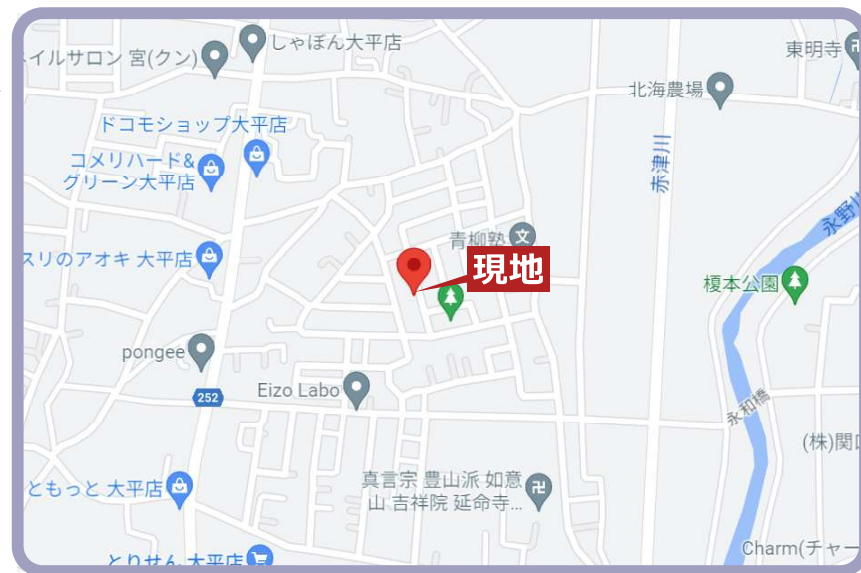 イルサロン 宮(クン)
しゃぼん大平店
東明寺
北海農場
ドコモショップ大平店
コメリハード&
グリーン大平店
赤津川
永野川
青柳塾
文
スリのアオキ 大平店
現地
榎本公園
pongee
252
Eizo Labo
永和橋
(株)関口
真言宗 豊山派 如意
山 吉祥院 延命寺...
卍
ともっと 大平店
とりせん 大平店
Charm(チャー